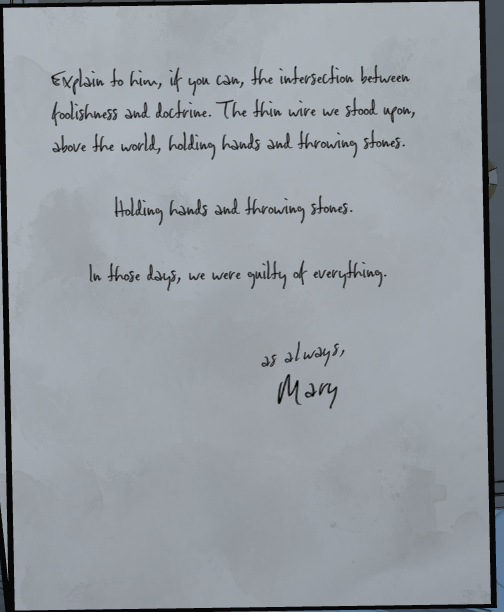 Explain to him, if you can, the intersection between
foolishness and doctrine. The thin wire we stood upon,
above the world, holding hands and throwing stones.
Holding hands and throwing stones.
In those days, we were guilty of everything.
as always,
Mary